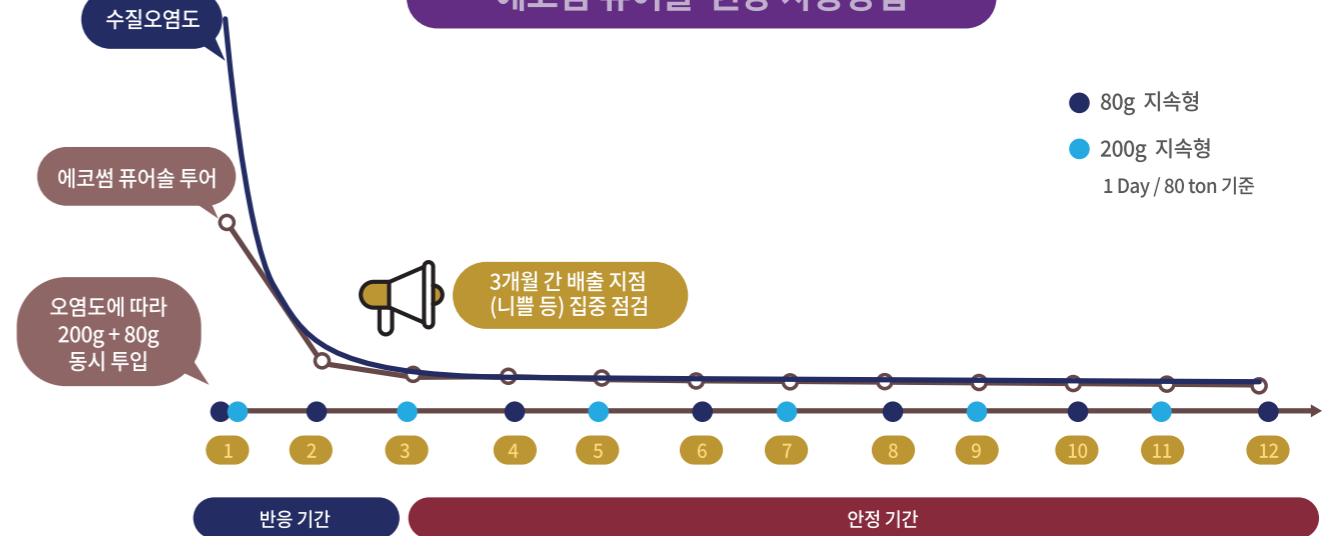 수질오염도
에코썸 퓨어솔 투어
오염도에 따라
200g + 80g
동시 투입
3개월 간 배출 지점
(니쁠 등) 집중 점검
80g 지속형
200g 지속형
1 Day / 80 ton 기준
1 2 3 4 5 6 7 8 9 10 11 12
반응 기간
안정 기간